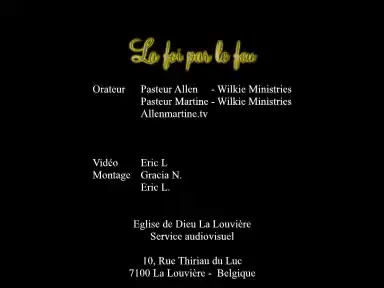 La foi par le feu
Orateur Pasteur Allen - Wilkie Ministries
Pasteur Martine - Wilkie Ministries
Allenmartine.tv
Vidéo Eric L
Montage Gracia N.
Eric L.
Eglise de Dieu La Louvière
Service audiovisuel
10, Rue Thiriau du Luc
7100 La Louvière - Belgique